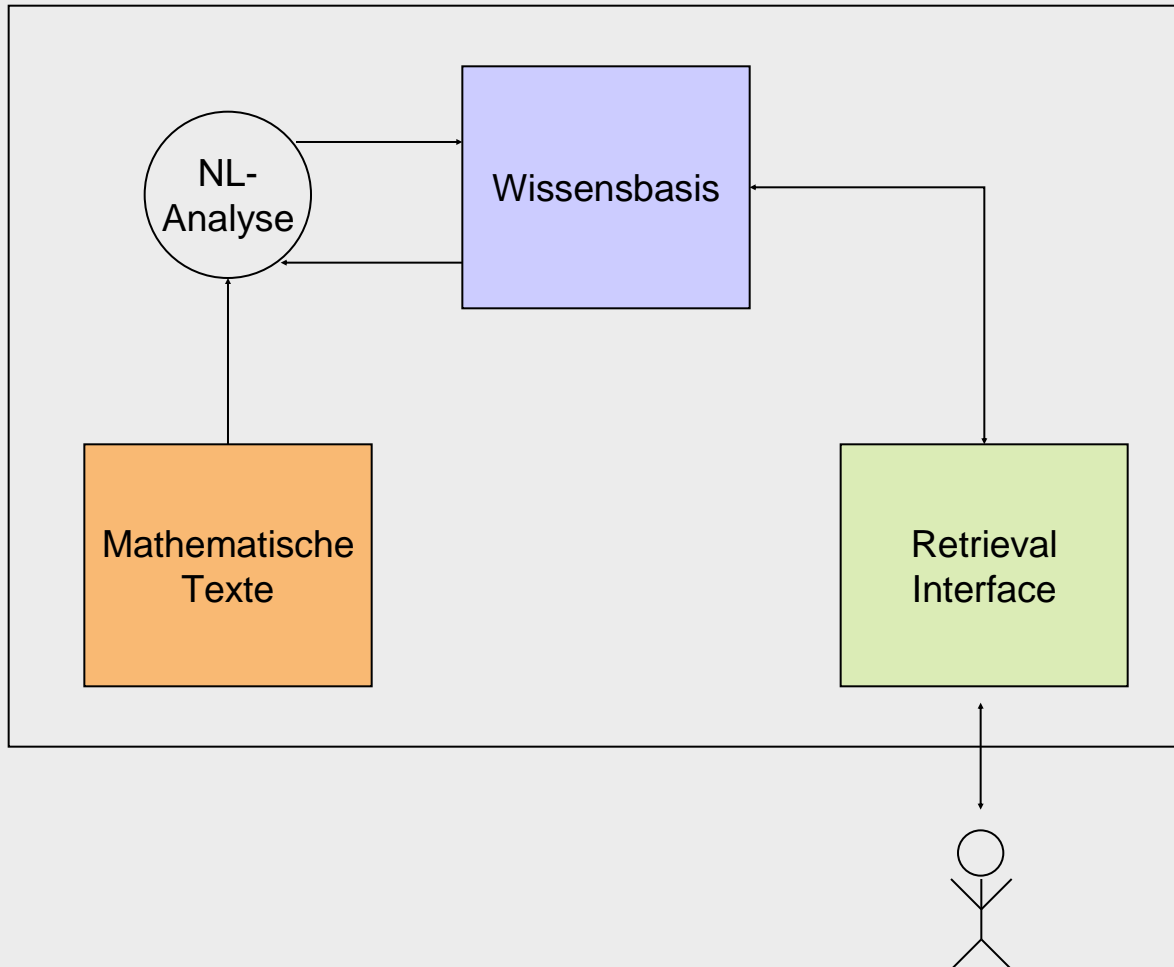 NL-
Analyse
Wissensbasis
Mathematische
Texte
Retrieval
Interface